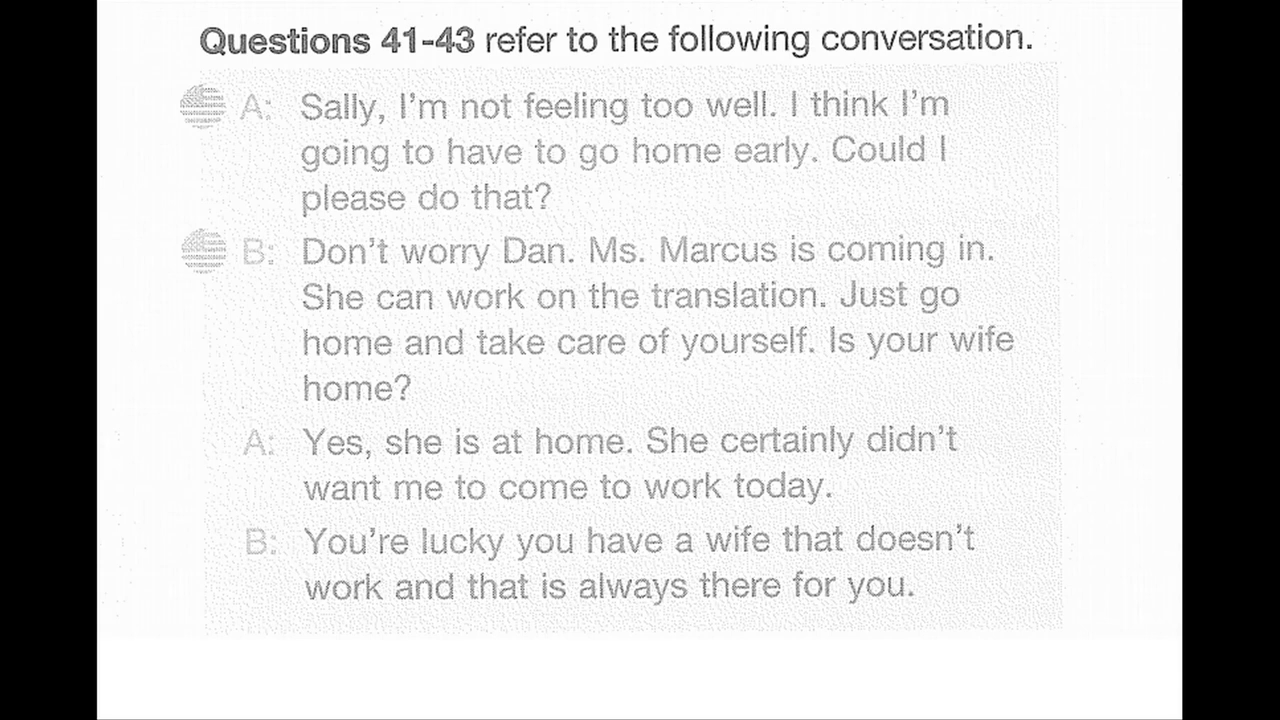 Questions 41-43 refer to the following conversation.
A: Sally, I'm not feeling too well. I think I'm
going to have to go home early. Could I
please do that?
B: Don't worry Dan. Ms. Marcus is coming in.
She can work on the translation. Just go
home and take care of yourself. Is your wife
home?
A: Yes, she is at home. She certainly didn't
want me to come to work today.
B: You're lucky you have a wife that doesn't
work and that is always there for you.